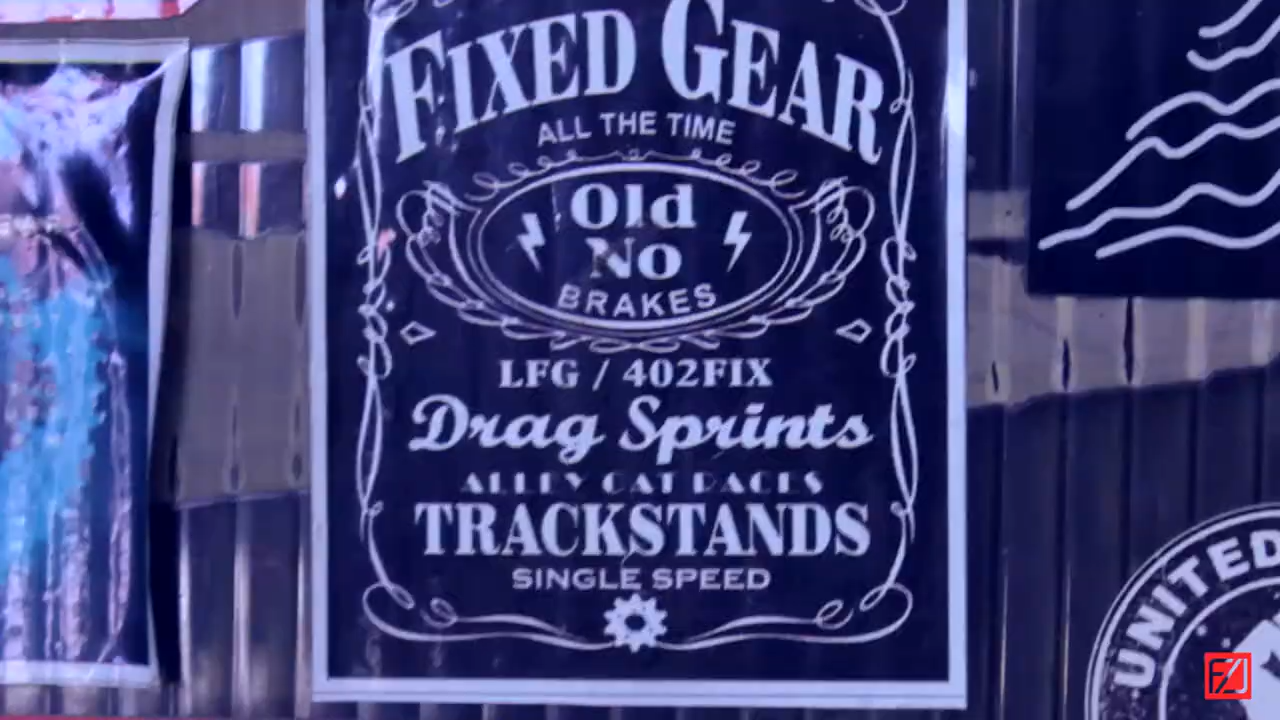 FIXED GEAR
ALL THE TIME
Old
No
BRAKES
LFG / 402FIX
Drag Sprints
ALLEY CAT RACES
TRACKSTANDS
SINGLE SPEED
UNITED